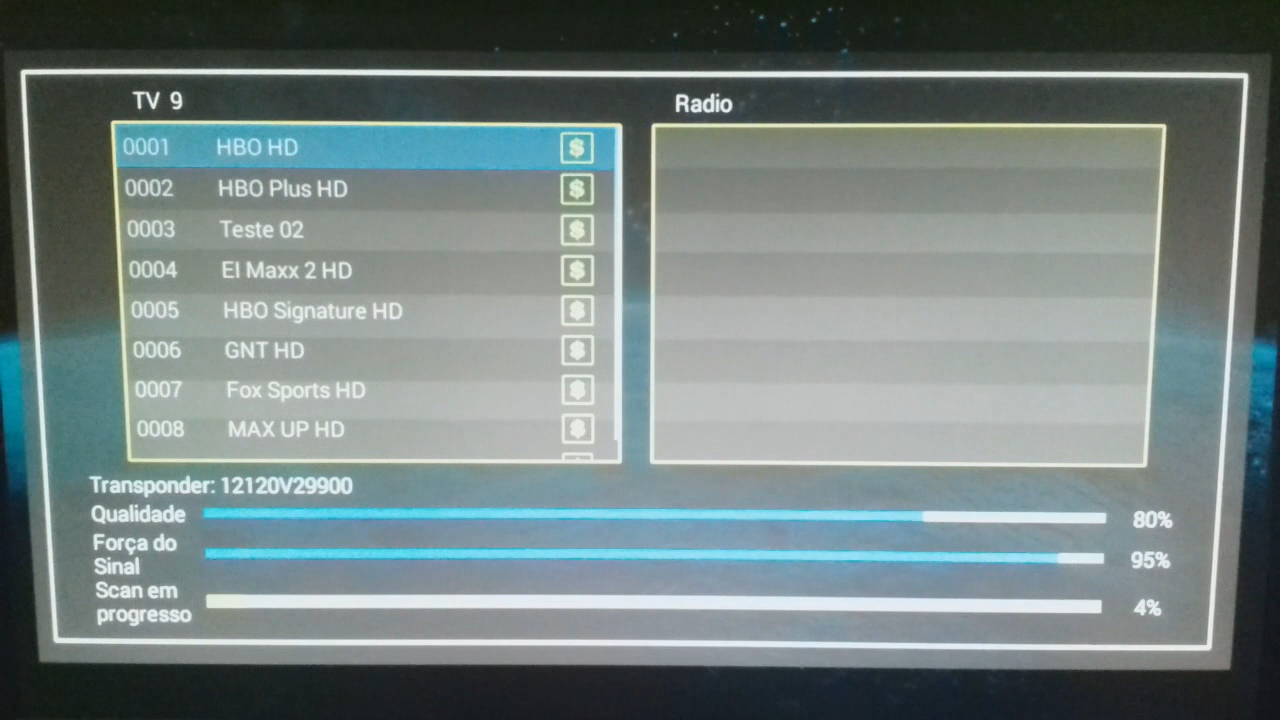 TV 9
Radio
0001 HBO HD $
0002 HBO Plus HD $
0003 Teste 02 $
0004 EI Maxx 2 HD $
0005 HBO Signature HD $
0006 GNT HD $
0007 Fox Sports HD $
0008 MAX UP HD $
Transponder: 12120V29900
Qualidade 80%
Força do
Sinal 95%
Scan em
progresso 4%